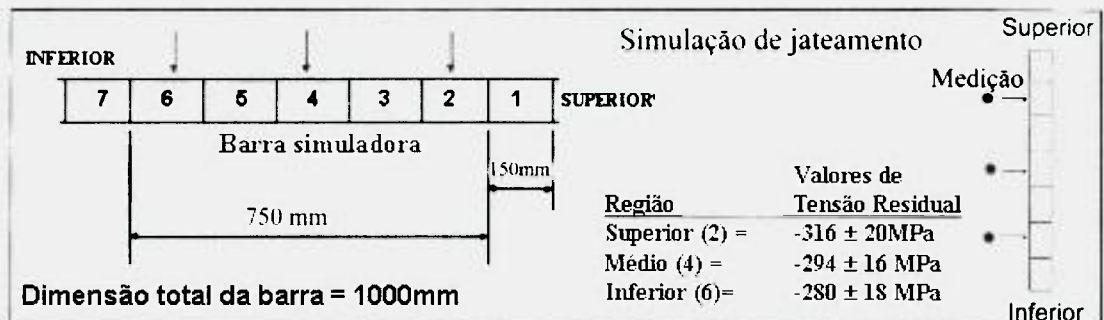 Simulação de jateamento
Superior
INFERIOR
Medição
7 6 5 4 3 2 1
SUPERIOR
Barra simuladora
150mm
750 mm
Valores de
Região Tensão Residual
Superior (2) = -316 ± 20MPa
Médio (4) = -294 ± 16 MPa
Inferior (6)= -280 ± 18 MPa
Dimensão total da barra = 1000mm
Inferior